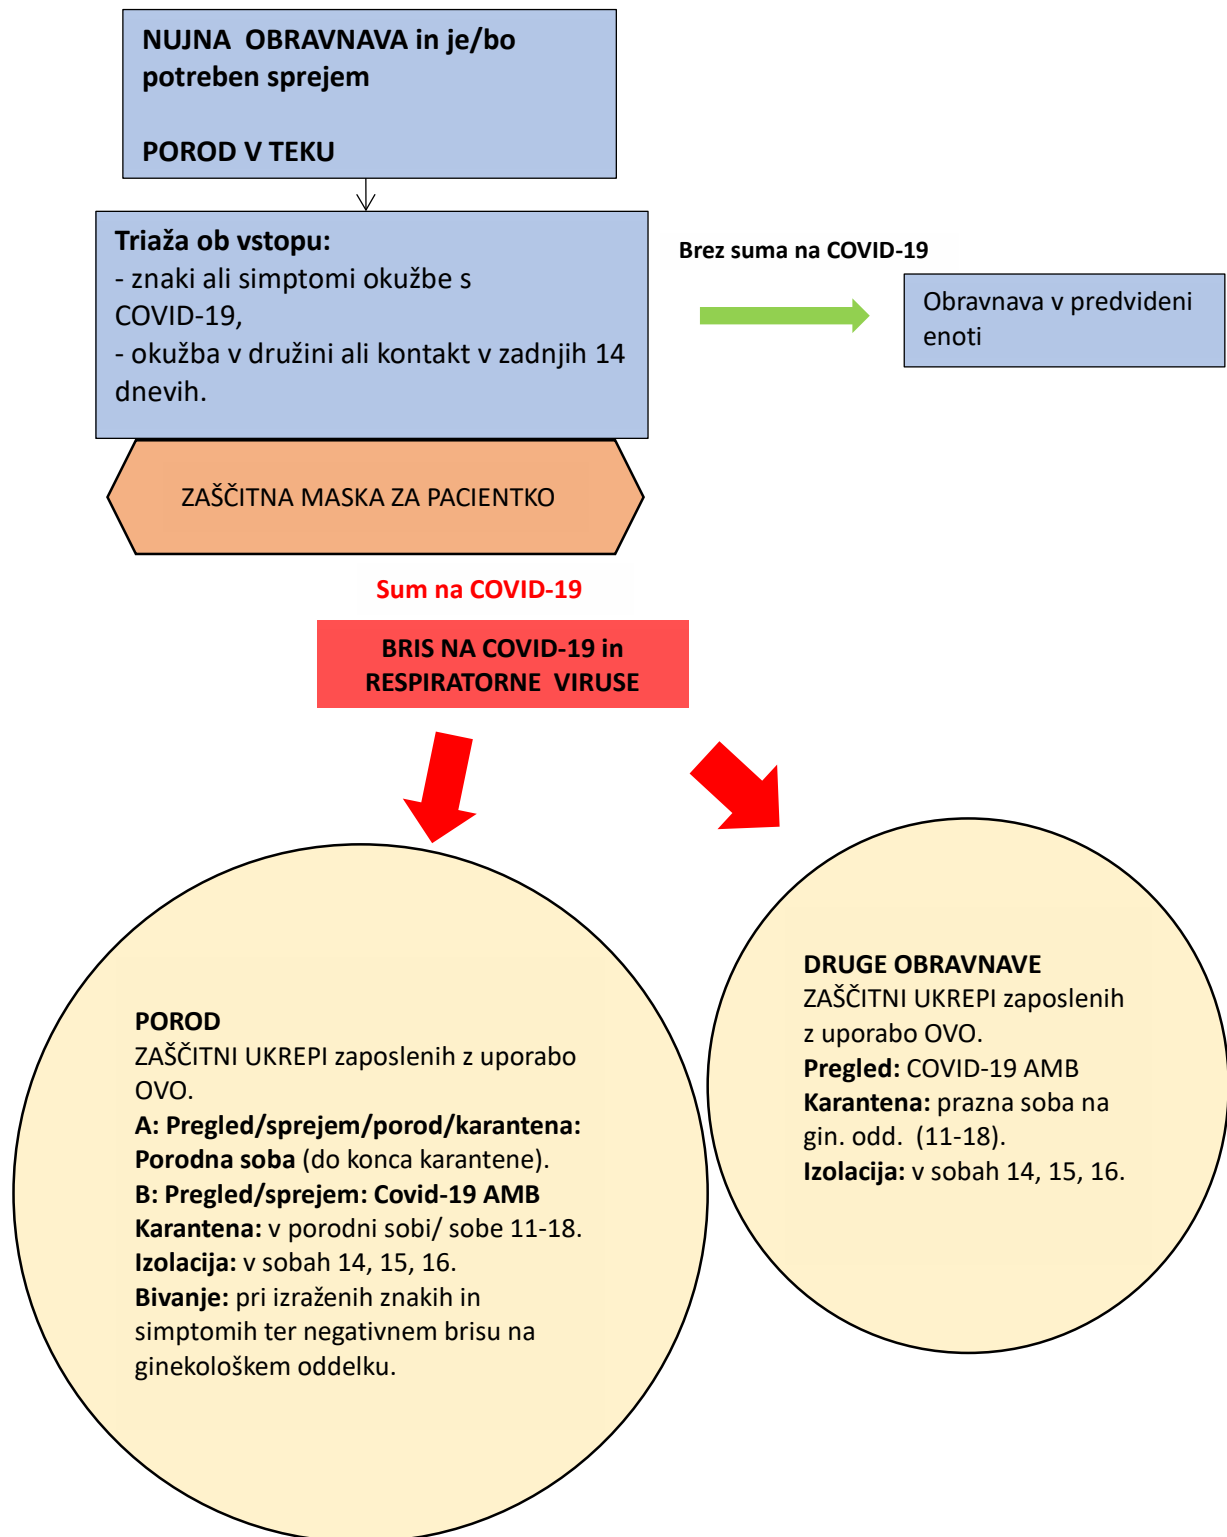 NUJNA OBRAVNAVA in je/bo
potreben sprejem
POROD V TEKU
Triaža ob vstopu:
- znaki ali simptomi okužbe s
COVID-19,
- okužba v družini ali kontakt v zadnjih 14
dnevih.
Brez suma na COVID-19
Obravnava v predvideni
enoti
ZAŠČITNA MASKA ZA PACIENTKO
Sum na COVID-19
BRIS NA COVID-19 in
RESPIRATORNE VIRUSE
POROD
ZAŠČITNI UKREPI zaposlenih z uporabo
OVO.
A: Pregled/sprejem/porod/karantena:
Porodna soba (do konca karantene).
B: Pregled/sprejem: Covid-19 AMB
Karantena: v porodni sobi/ sobe 11-18.
Izolacija: v sobah 14, 15, 16.
Bivanje: pri izraženih znakih in
simptomih ter negativnem brisu na
ginekološkem oddelku.
DRUGE OBRAVNAVE
ZAŠČITNI UKREPI zaposlenih
z uporabo OVO.
Pregled: COVID-19 AMB
Karantena: prazna soba na
gin. odd. (11-18).
Izolacija: v sobah 14, 15, 16.